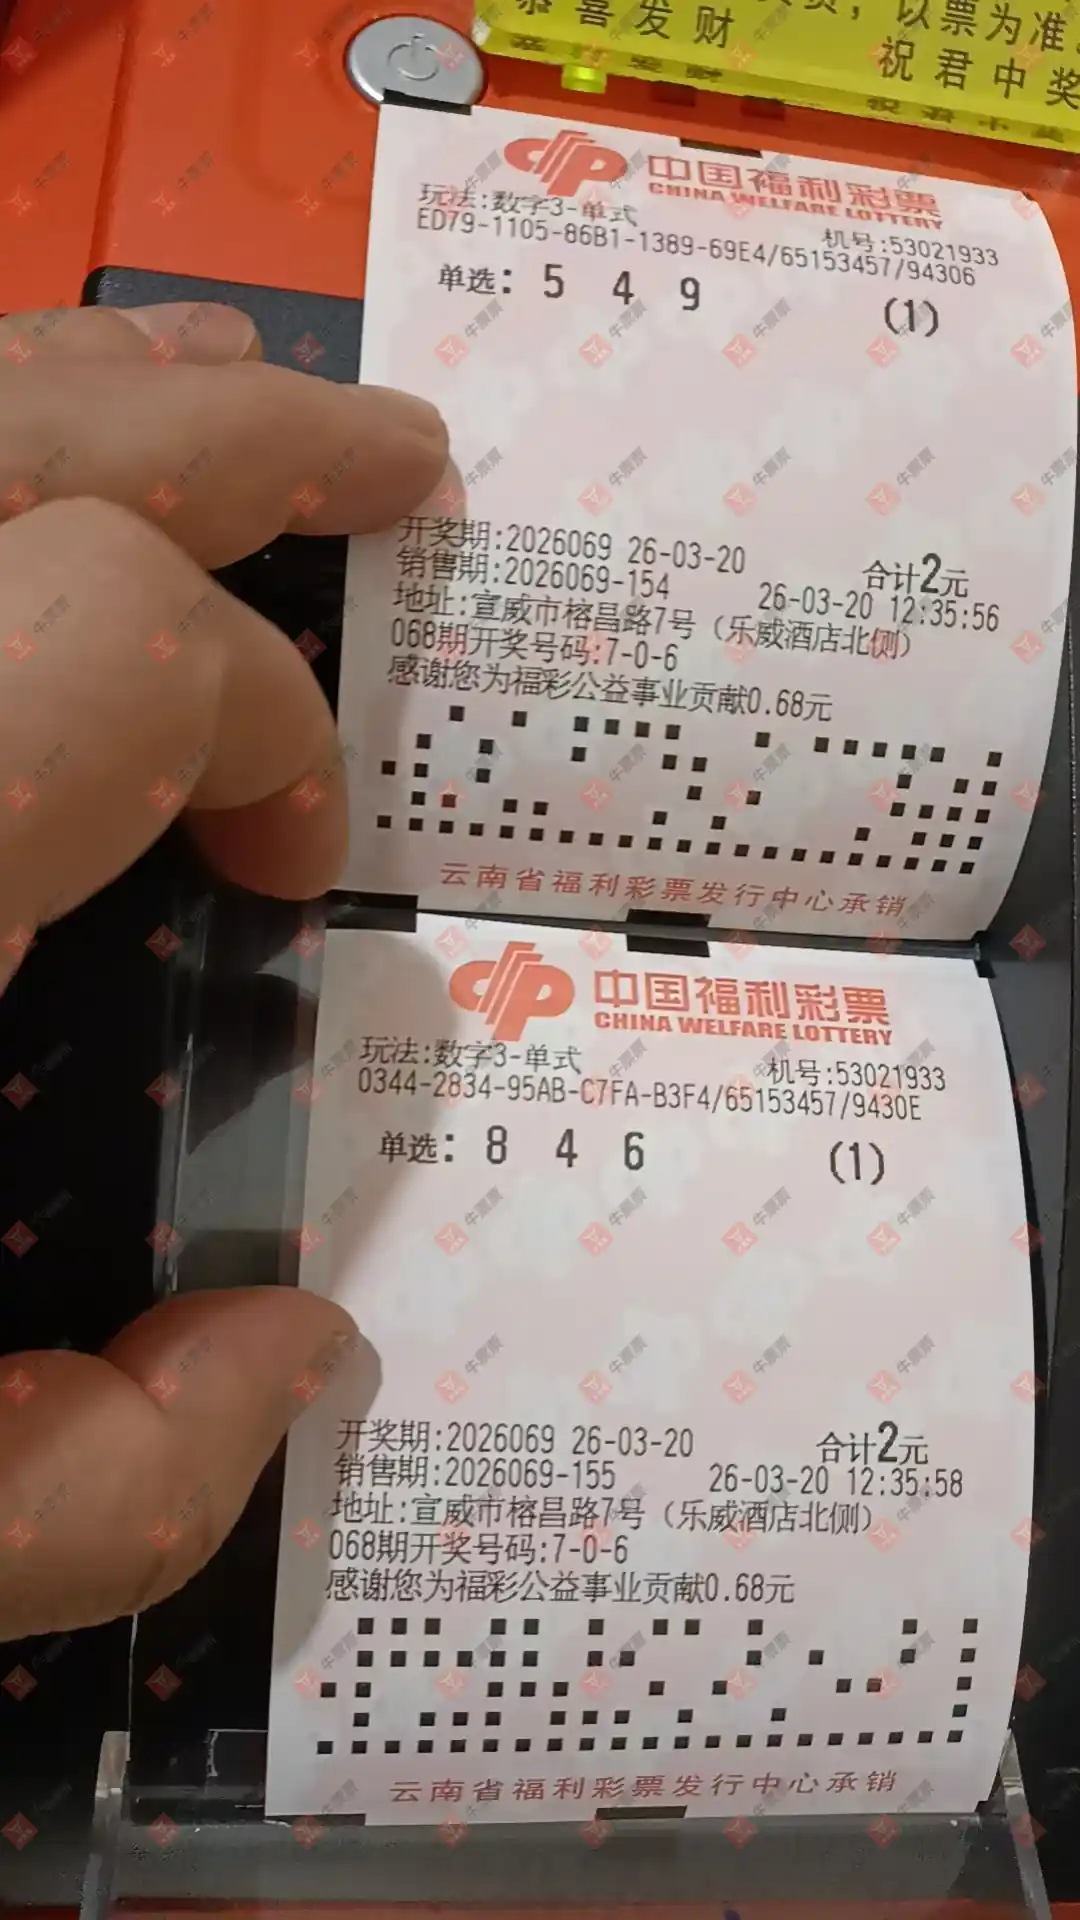 恭喜发财
以票为准
祝君中奖
中国福利彩票
CHINA WELFARE LOTTERY
玩法:数字3-单式
机号:53021933
ED79-1105-86B1-1389-69E4/65153457/94306
单选: 5 4 9 (1)
开奖期:2026069 26-03-20
合计2元
销售期:2026069-154 26-03-20 12:35:56
地址:宣威市榕昌路7号（乐威酒店北侧）
068期开奖号码:7-0-6
感谢您为福彩公益事业贡献0.68元
云南省福利彩票发行中心承销
中国福利彩票
CHINA WELFARE LOTTERY
玩法:数字3-单式
机号:53021933
0344-2834-95AB-C7FA-B3F4/65153457/9430E
单选: 8 4 6 (1)
开奖期:2026069 26-03-20
合计2元
销售期:2026069-155 26-03-20 12:35:58
地址:宣威市榕昌路7号（乐威酒店北侧）
068期开奖号码:7-0-6
感谢您为福彩公益事业贡献0.68元
云南省福利彩票发行中心承销
牛票票